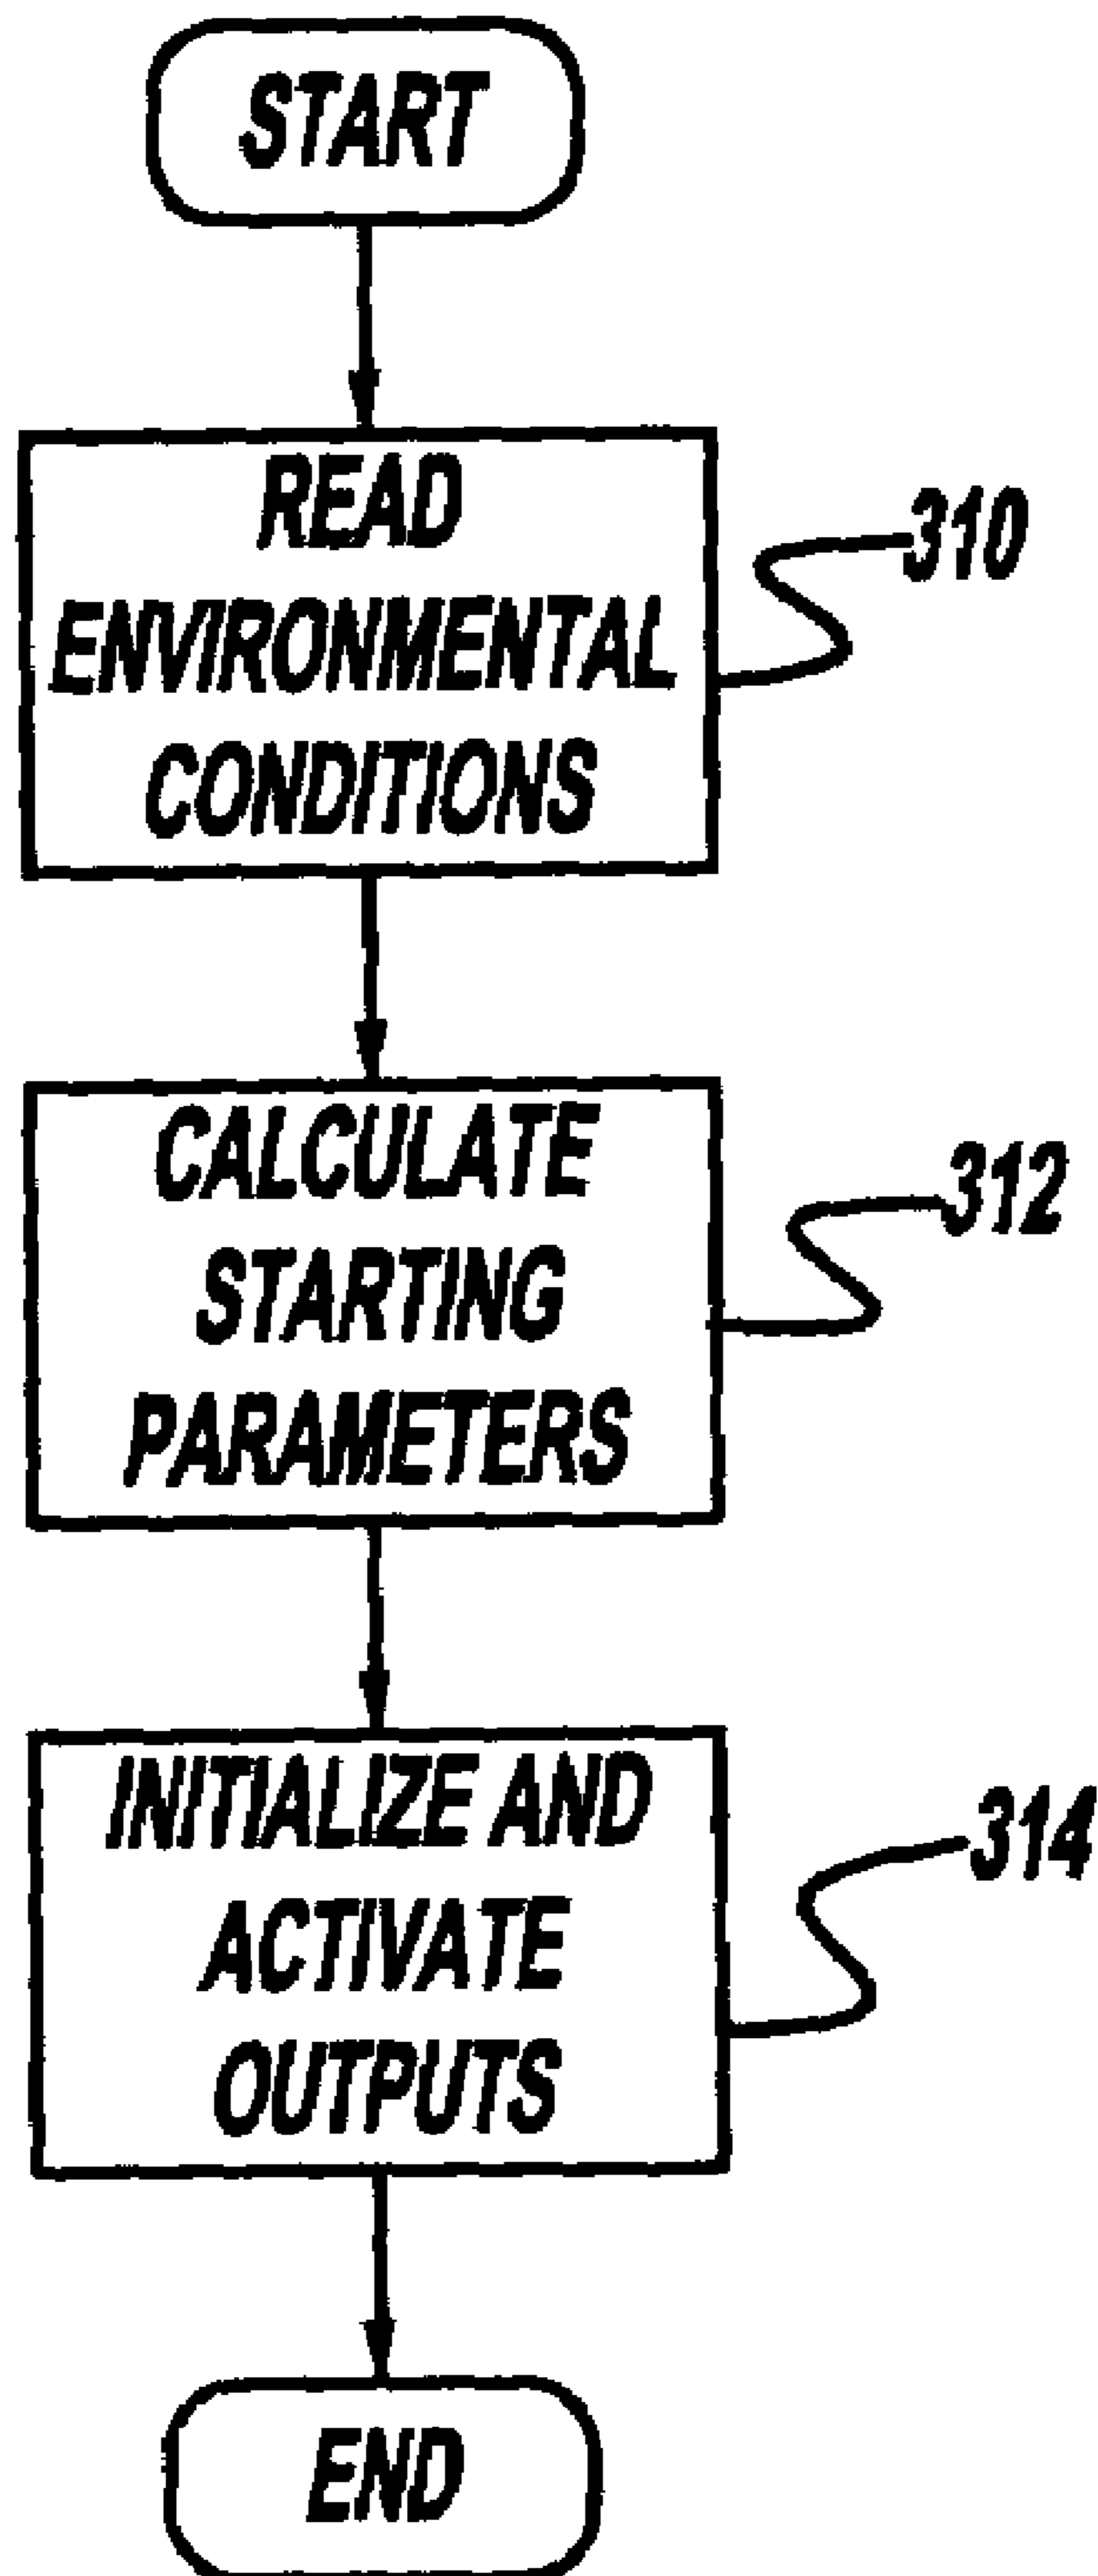 START
READ
ENVIRONMENTAL
CONDITIONS
310
CALCULATE
STARTING
PARAMETERS
312
INITIALIZE AND
ACTIVATE
OUTPUTS
314
END